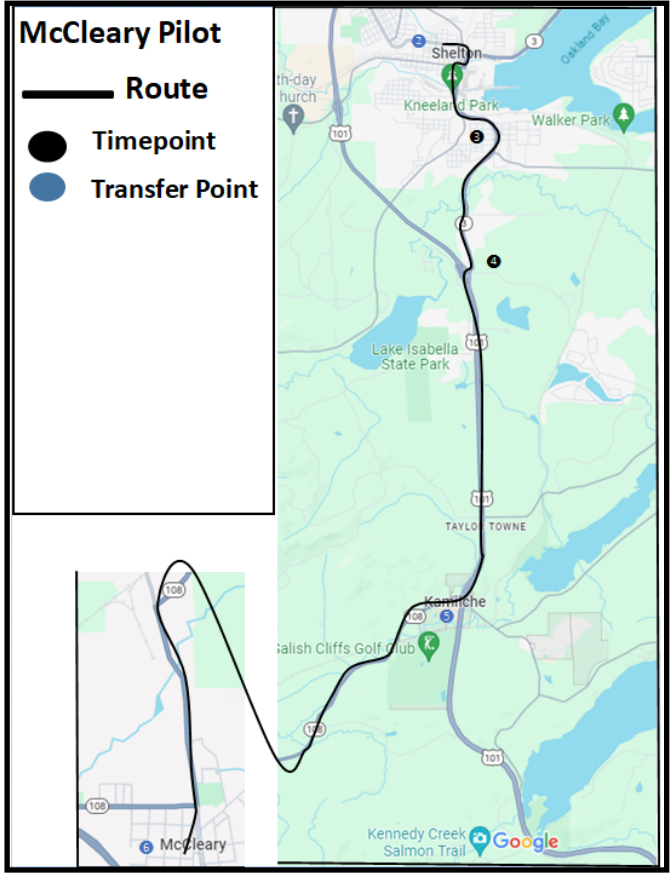 McCleary Pilot
Route
Timepoint
Transfer Point
2
Shelton
3
Oakland Bay
th-day
hurch
Kneeland Park
Walker Park
101
3
3
4
101
Lake Isabella
State Park
101
TAYLOR TOWNE
Kamilche
108
5
Salish Cliffs Golf Club
108
101
Kennedy Creek
Salmon Trail
Google
108
108
6
McCleary